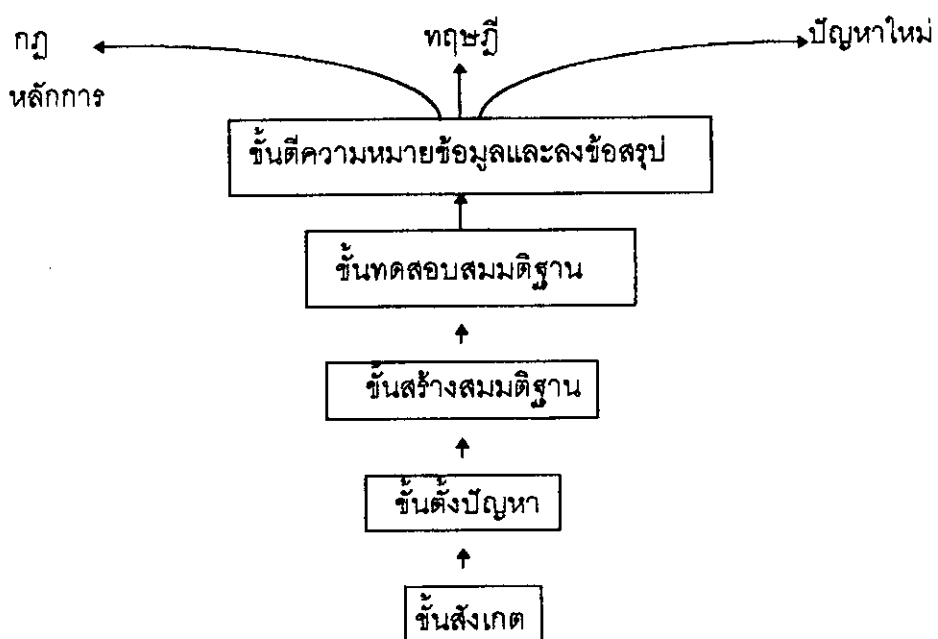 กฎ
ทฤษฎี
ปัญหาใหม่
หลักการ
ขั้นตีความหมายข้อมูลและลงข้อสรุป
ขั้นทดสอบสมมติฐาน
ขั้นสร้างสมมติฐาน
ขั้นตั้งปัญหา
ขั้นสังเกต